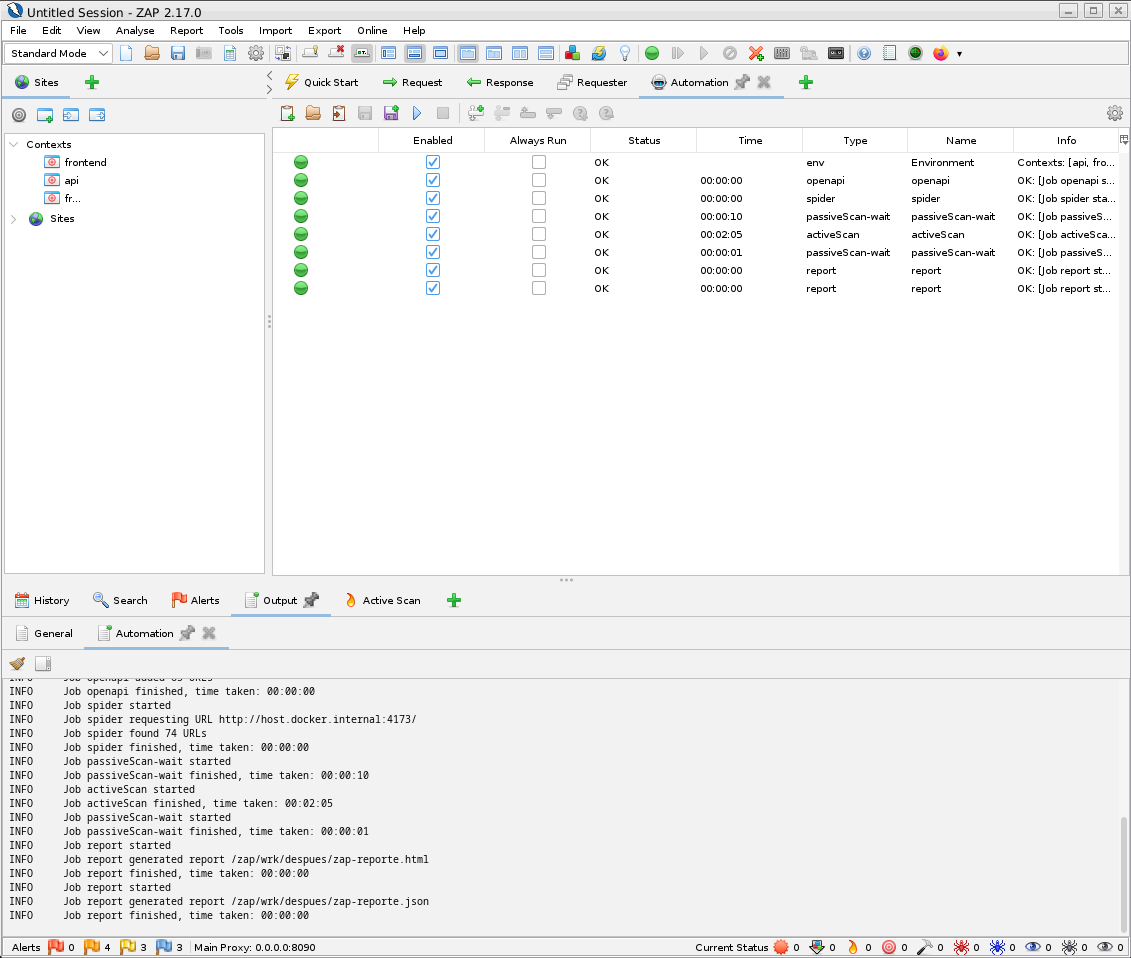 Untitled Session - ZAP 2.17.0
File Edit View Analyse Report Tools Import Export Online Help
Standard Mode
Sites
Quick Start Request Response Requester Automation
Enabled Always Run Status Time Type Name Info
OK env Environment Contexts: [api, fro...
OK 00:00:00 openapi openapi OK: [Job openapi s...
OK 00:00:00 spider spider OK: [Job spider sta...
OK 00:00:10 passiveScan-wait passiveScan-wait OK: [Job passiveS...
OK 00:02:05 activeScan activeScan OK: [Job activeSca...
OK 00:00:01 passiveScan-wait passiveScan-wait OK: [Job passiveS...
OK 00:00:00 report report OK: [Job report st...
OK 00:00:00 report report OK: [Job report st...
Contexts
frontend
api
fr...
Sites
History Search Alerts Output Active Scan
General Automation
INFO Job openapi added 65 URLs
INFO Job openapi finished, time taken: 00:00:00
INFO Job spider started
INFO Job spider requesting URL http://host.docker.internal:4173/
INFO Job spider found 74 URLs
INFO Job spider finished, time taken: 00:00:00
INFO Job passiveScan-wait started
INFO Job passiveScan-wait finished, time taken: 00:00:10
INFO Job activeScan started
INFO Job activeScan finished, time taken: 00:02:05
INFO Job passiveScan-wait started
INFO Job passiveScan-wait finished, time taken: 00:00:01
INFO Job report started
INFO Job report generated report /zap/wrk/despues/zap-reporte.html
INFO Job report finished, time taken: 00:00:00
INFO Job report started
INFO Job report generated report /zap/wrk/despues/zap-reporte.json
INFO Job report finished, time taken: 00:00:00
Alerts 0 4 3 3 Main Proxy: 0.0.0.0:8090 Current Status 0 0 0 0 0 0 0 0 0 0